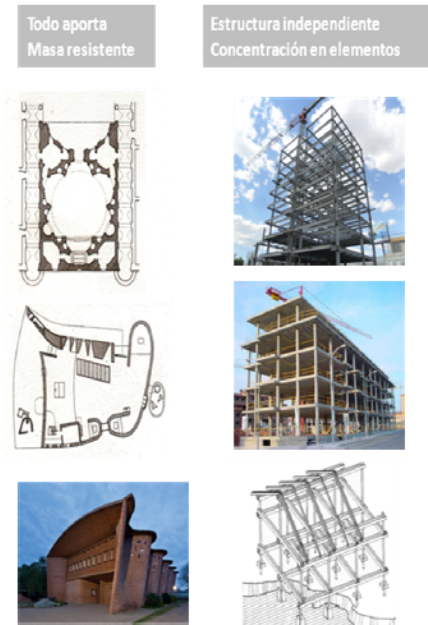 Todo aporta
Masa resistente
Estructura independiente
Concentración en elementos